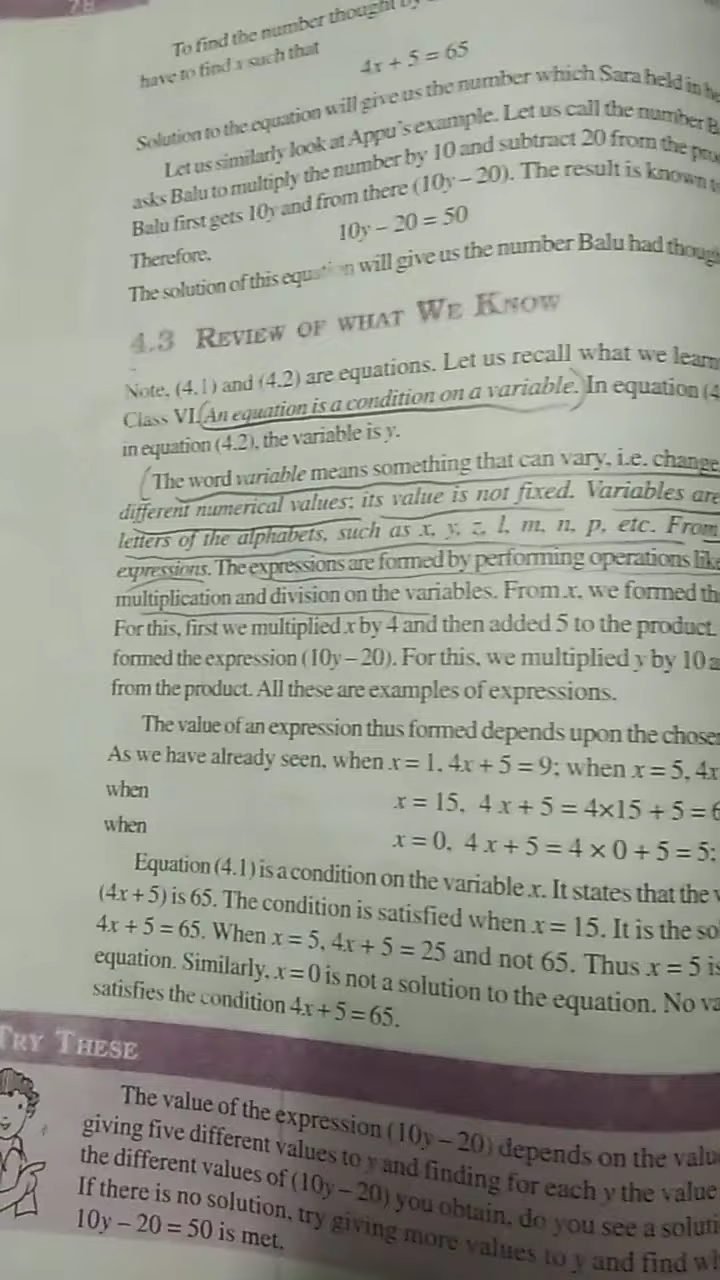 78
To find the number thought by
have to find x such that
4x + 5 = 65
Solution to the equation will give us the number which Sara held in
Let us similarly look at Appu's example. Let us call the number
asks Balu to multiply the number by 10 and subtract 20 from the
Balu first gets 10y and from there (10y – 20). The result is known
10y – 20 = 50
Therefore,
The solution of this equation will give us the number Balu had
4.3 REVIEW OF WHAT WE KNOW
Note, (4.1) and (4.2) are equations. Let us recall what we
Class VI. An equation is a condition on a variable. In equation (4
in equation (4.2), the variable is y.
The word variable means something that can vary, i.e. change
different numerical values; its value is not fixed. Variables are
letters of the alphabets, such as x, y, z, l, m, n, p, etc. From
expressions. The expressions are formed by performing operations
multiplication and division on the variables. From x, we formed
For this, first we multiplied x by 4 and then added 5 to the product.
formed the expression (10y – 20). For this, we multiplied y by 10
from the product. All these are examples of expressions.
The value of an expression thus formed depends upon the
As we have already seen, when x = 1, 4x + 5 = 9; when x = 5, 4x
when
x = 15, 4 x + 5 = 4×15 + 5 = 6
when
x = 0, 4 x + 5 = 4 × 0 + 5 = 5;
Equation (4.1) is a condition on the variable x. It states that the
(4x + 5) is 65. The condition is satisfied when x = 15. It is the
4x + 5 = 65. When x = 5, 4x + 5 = 25 and not 65. Thus x = 5 is
equation. Similarly, x = 0 is not a solution to the equation. No
satisfies the condition 4x + 5 = 65.
TRY THESE
The value of the expression (10y – 20) depends on the
giving five different values to y and finding for each y the value
the different values of (10y – 20) you obtain, do you see a
If there is no solution, try giving more values to y and find
10y – 20 = 50 is met.